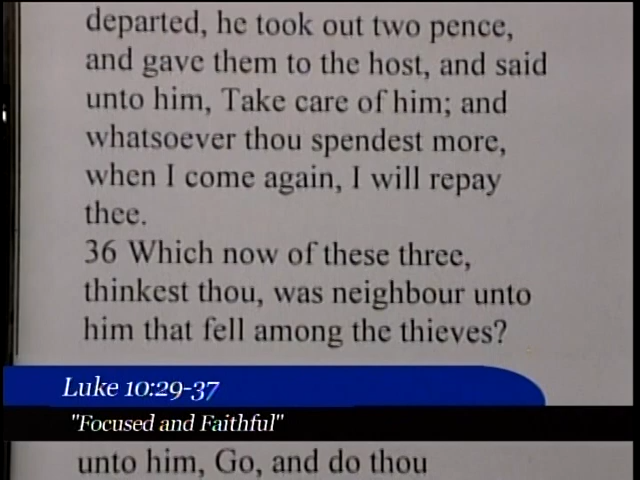 departed, he took out two pence,
and gave them to the host, and said
unto him, Take care of him; and
whatsoever thou spendest more,
when I come again, I will repay
thee.
36 Which now of these three,
thinkest thou, was neighbour unto
him that fell among the thieves?
Luke 10:29-37
"Focused and Faithful"
unto him, Go, and do thou